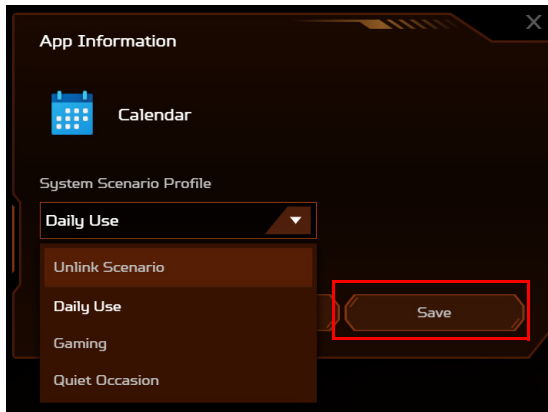 App Information
X
Calendar
System Scenario Profile
Daily Use
Unlink Scenario
Daily Use
Gaming
Quiet Occasion
Save